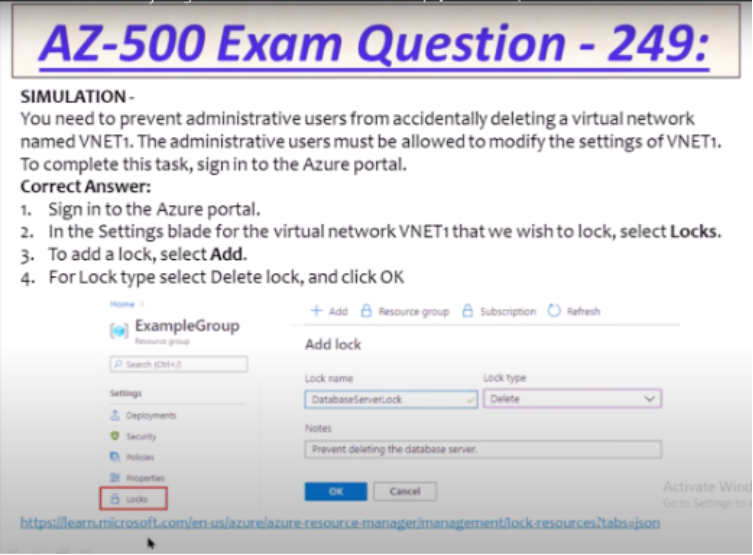 AZ-500 Exam Question - 249:
SIMULATION -
You need to prevent administrative users from accidentally deleting a virtual network
named VNET1. The administrative users must be allowed to modify the settings of VNET1.
To complete this task, sign in to the Azure portal.
Correct Answer:
1. Sign in to the Azure portal.
2. In the Settings blade for the virtual network VNET1 that we wish to lock, select Locks.
3. To add a lock, select Add.
4. For Lock type select Delete lock, and click OK
Home >
ExampleGroup
Resource group
Search (Ctrl+/)
Settings
Deployments
Security
Policies
Properties
Locks
+ Add Resource group Subscription Refresh
Add lock
Lock name Lock type
DatabaseServerLock Delete
Notes
Prevent deleting the database server.
OK Cancel
Activate Wind
Go to Settings to a
https://learn.microsoft.com/en-us/azure/azure-resource-manager/management/lock-resources?tabs=json